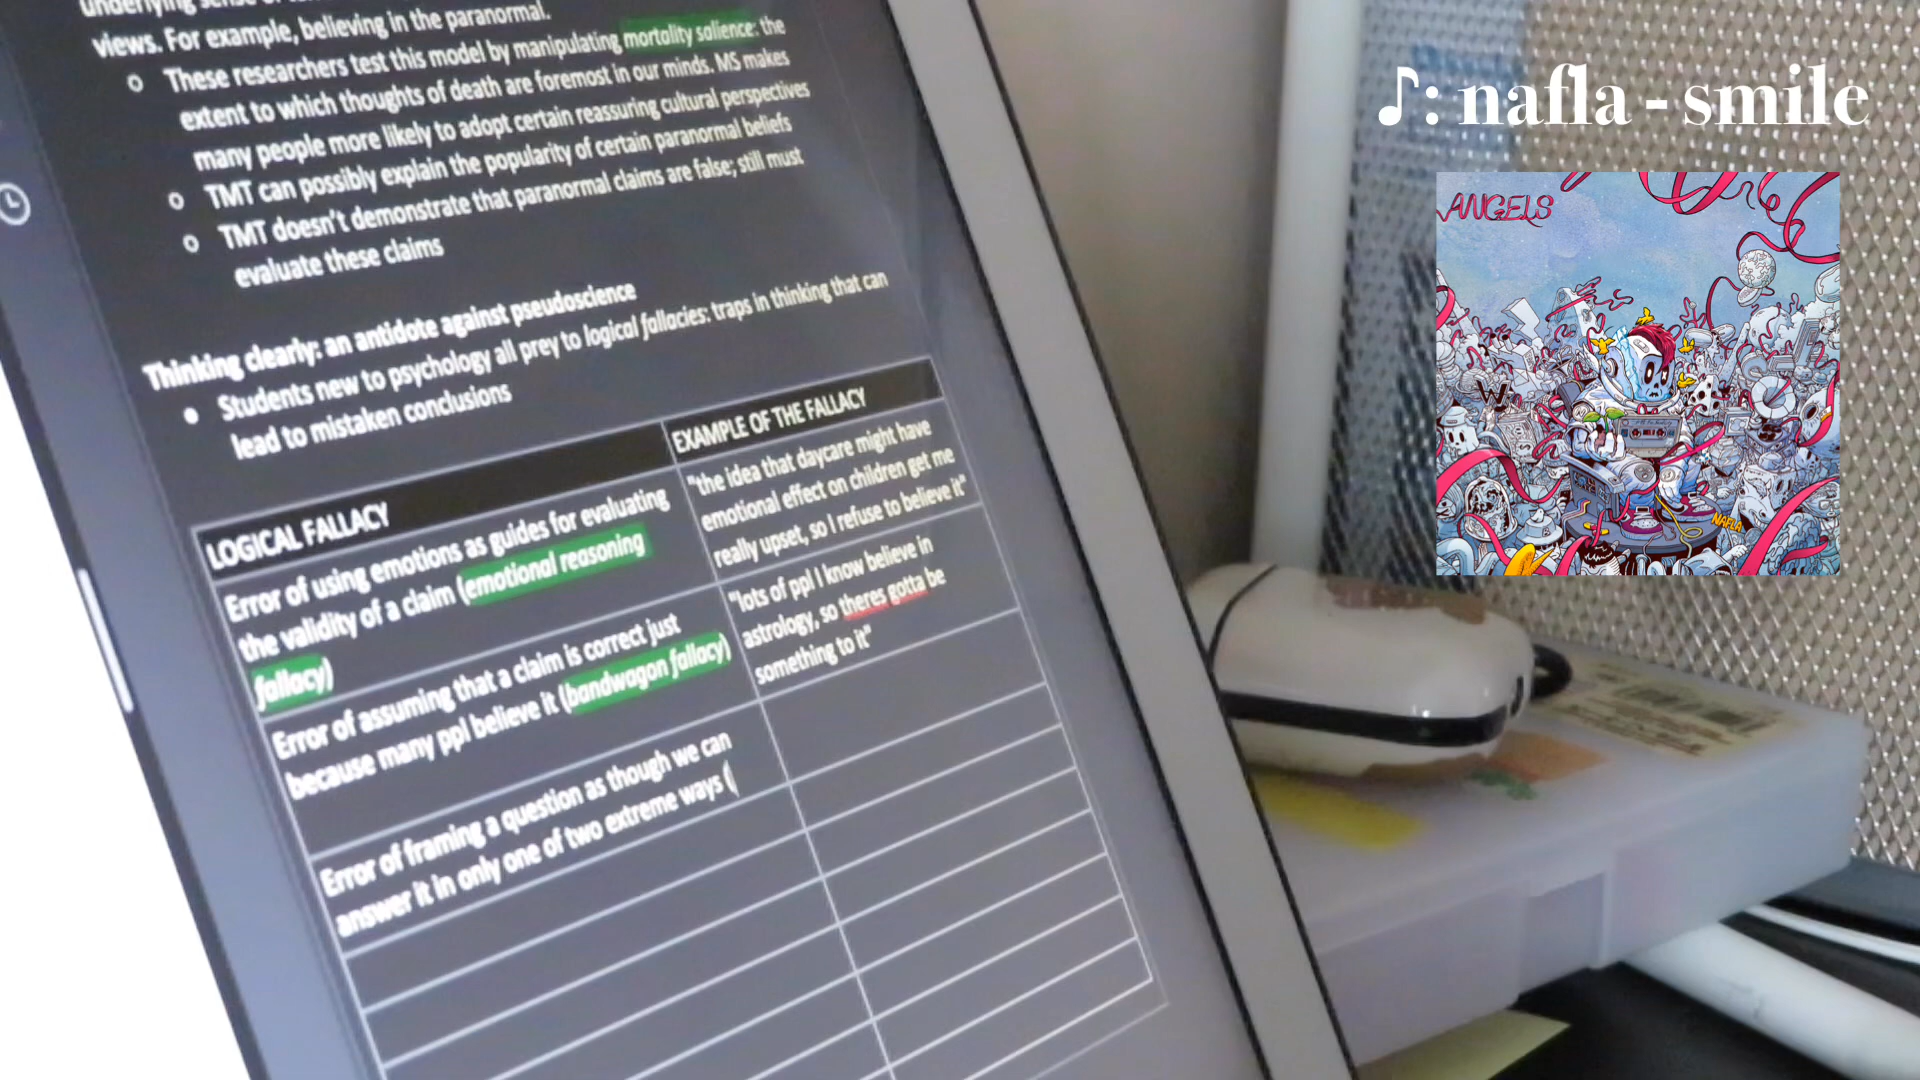 views. For example, believing in the paranormal.
These researchers test this model by manipulating mortality salience: the
extent to which thoughts of death are foremost in our minds. MS makes
many people more likely to adopt certain reassuring cultural perspectives
TMT can possibly explain the popularity of certain paranormal beliefs
TMT doesn't demonstrate that paranormal claims are false; still must
evaluate these claims
Thinking clearly: an antidote against pseudoscience
Students new to psychology all prey to logical fallacies: traps in thinking that can
lead to mistaken conclusions
LOGICAL FALLACY
EXAMPLE OF THE FALLACY
Error of using emotions as guides for evaluating
the validity of a claim (emotional reasoning
fallacy)
"the idea that daycare might have
emotional effect on children get me
really upset, so I refuse to believe it"
Error of assuming that a claim is correct just
because many ppl believe it (bandwagon fallacy)
"lots of ppl I know believe in
astrology, so theres gotta be
something to it"
Error of framing a question as though we can
answer it in only one of two extreme ways (
♪: nafla - smile
ANGELS
W
NAFLA